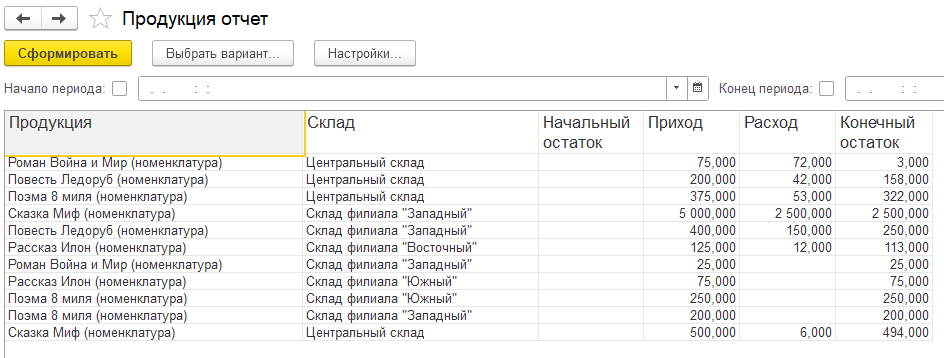 Продукция отчет
Сформировать Выбрать вариант... Настройки...
Начало периода: . . : : Конец периода: . . : :
Продукция Склад Начальный остаток Приход Расход Конечный остаток
Роман Война и Мир (номенклатура) Центральный склад 75,000 72,000 3,000
Повесть Ледоруб (номенклатура) Центральный склад 200,000 42,000 158,000
Поэма 8 миля (номенклатура) Центральный склад 375,000 53,000 322,000
Сказка Миф (номенклатура) Склад филиала "Западный" 5 000,000 2 500,000 2 500,000
Повесть Ледоруб (номенклатура) Склад филиала "Западный" 400,000 150,000 250,000
Рассказ Илон (номенклатура) Склад филиала "Восточный" 125,000 12,000 113,000
Роман Война и Мир (номенклатура) Склад филиала "Западный" 25,000 25,000
Рассказ Илон (номенклатура) Склад филиала "Южный" 75,000 75,000
Поэма 8 миля (номенклатура) Склад филиала "Южный" 250,000 250,000
Поэма 8 миля (номенклатура) Склад филиала "Западный" 200,000 200,000
Сказка Миф (номенклатура) Центральный склад 500,000 6,000 494,000